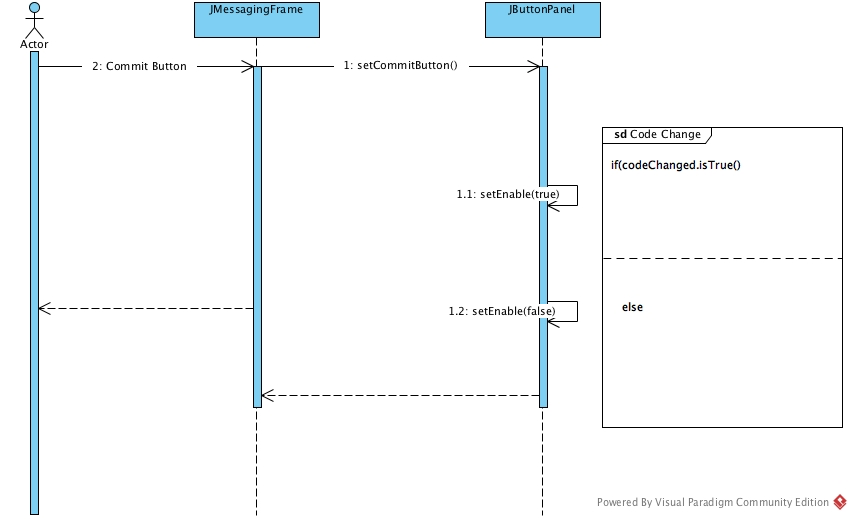 JMessagingFrame
JButtonPanel
Actor
2: Commit Button
1: setCommitButton()
sd Code Change
if(codeChanged.isTrue()
1.1: setEnable(true)
1.2: setEnable(false)
else
Powered By Visual Paradigm Community Edition